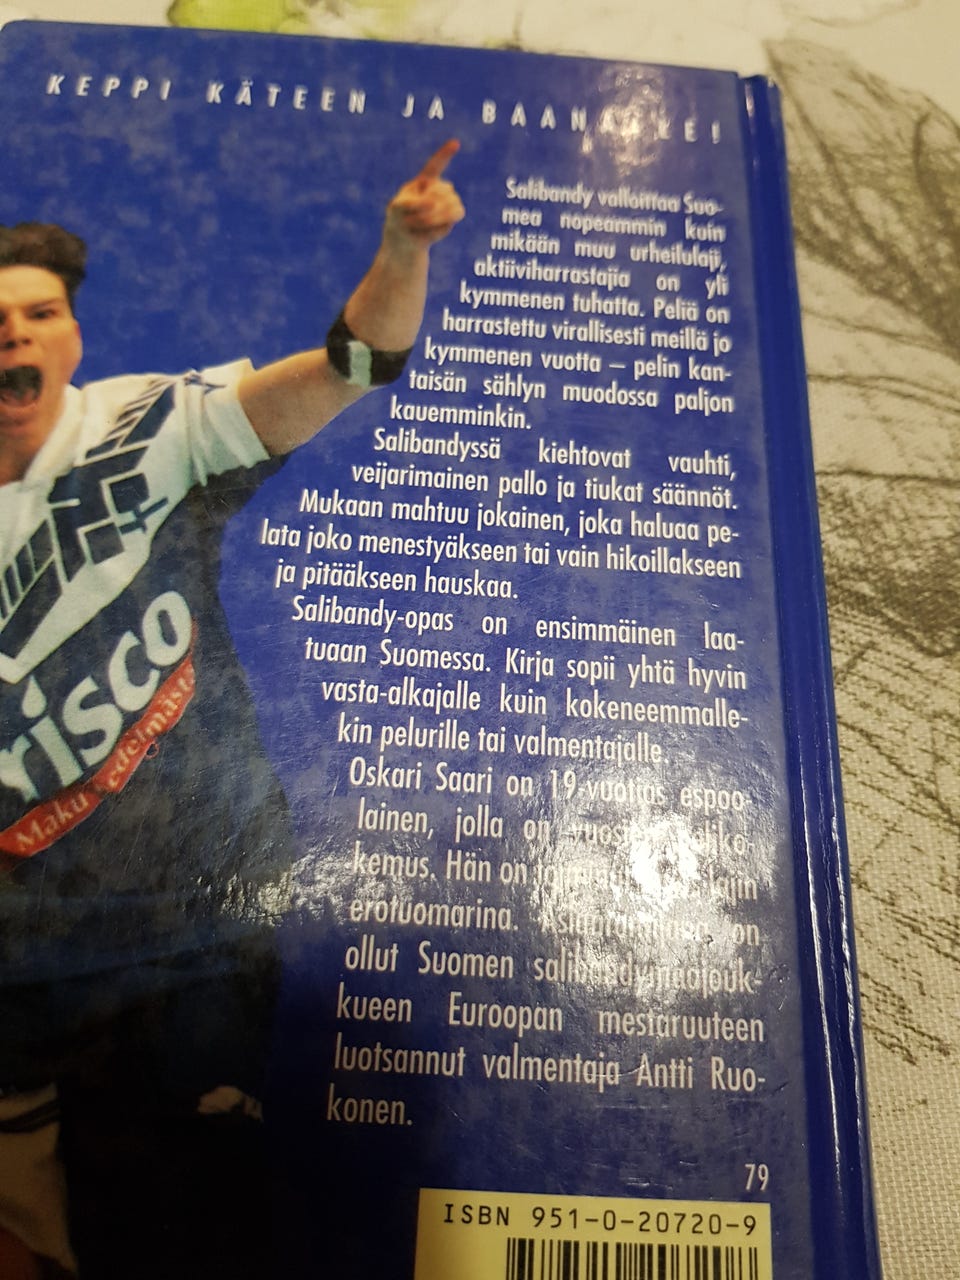 KEPPI KÄTEEN JA
Salibandy valloittaa Suo-
mea nopeammin kuin
mikään muu urheilulaji,
aktiiviharrastajia on yli
kymmenen tuhatta. Peliä on
harrastettu virallisesti meillä jo
kymmenen vuotta – pelin kan-
taisän sählyn muodossa paljon
kauemminkin.
Salibandyssä kiehtovat vauhti,
veijarimainen pallo ja tiukat säännöt.
Mukaan mahtuu jokainen, joka haluaa pe-
lata joko menestyäkseen tai vain hikoillakseen
ja pitääkseen hauskaa.
Salibandy-opas on ensimmäinen laa-
tuaan Suomessa. Kirja sopii yhtä hyvin
vasta-alkajalle kuin kokeneemmalle-
kin pelurille tai valmentajalle.
Oskari Saari on 19-vuotias espoo-
lainen, jolla on
kemus. Hän on lajin
erotuomarina. on
ollut Suomen salibandymaajouk-
kueen Euroopan mestaruuteen
luotsannut valmentaja Antti Ruo-
konen.
risco
Maku
79
ISBN 951-0-20720-9